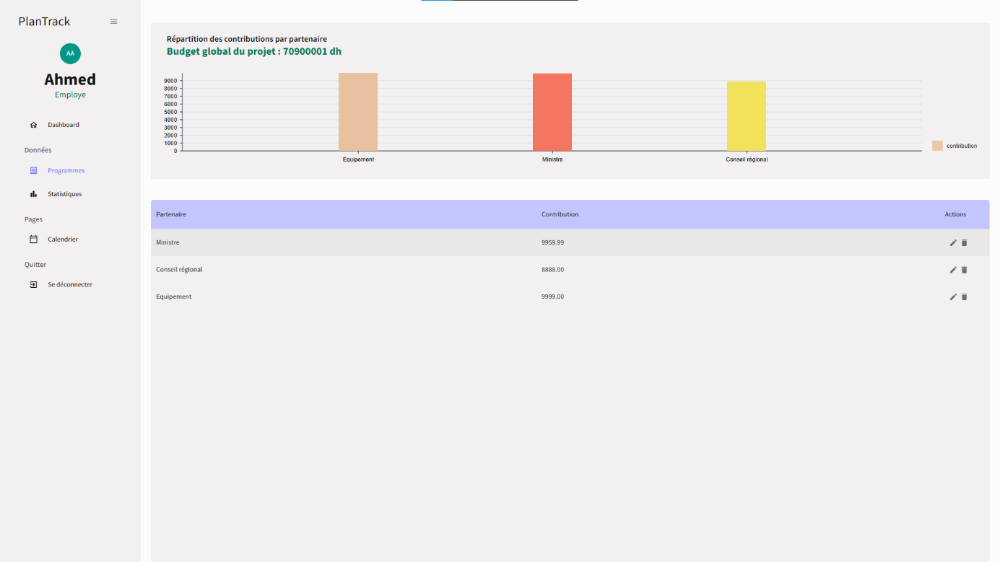 PlanTrack
AA
Ahmed
Employe
Dashboard
Données
Programmes
Statistiques
Pages
Calendrier
Quitter
Se déconnecter
Répartition des contributions par partenaire
Budget global du projet : 70900001 dh
9000
8000
7000
6000
5000
4000
3000
2000
1000
0
Equipement
Ministre
Conseil régional
contribution
Partenaire Contribution Actions
Ministre 9959.99
Conseil régional 8888.00
Equipement 9999.00